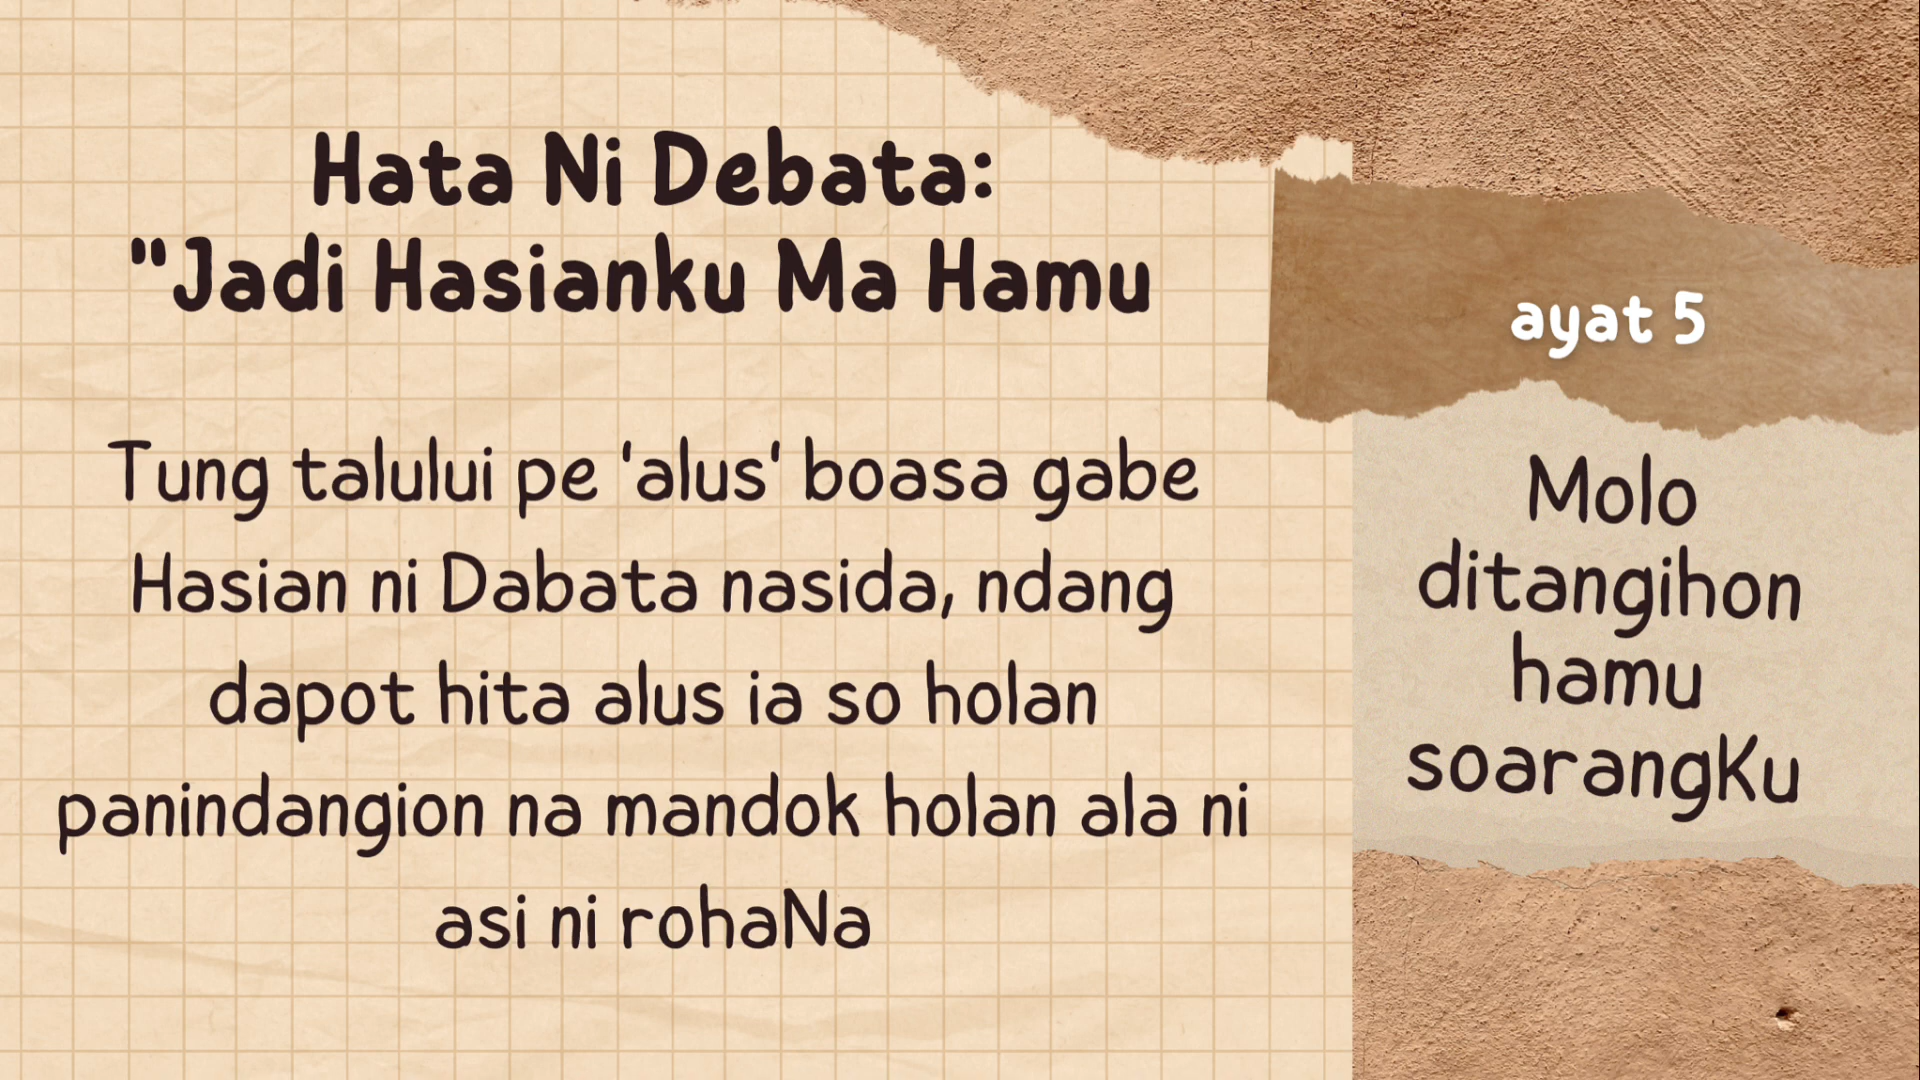 Hata Ni Debata:
"Jadi Hasianku Ma Hamu
Tung talului pe 'alus' boasa gabe
Hasian ni Dabata nasida, ndang
dapot hita alus ia so holan
panindangion na mandok holan ala ni
asi ni rohaNa
ayat 5
Molo
ditangihon
hamu
soarangKu